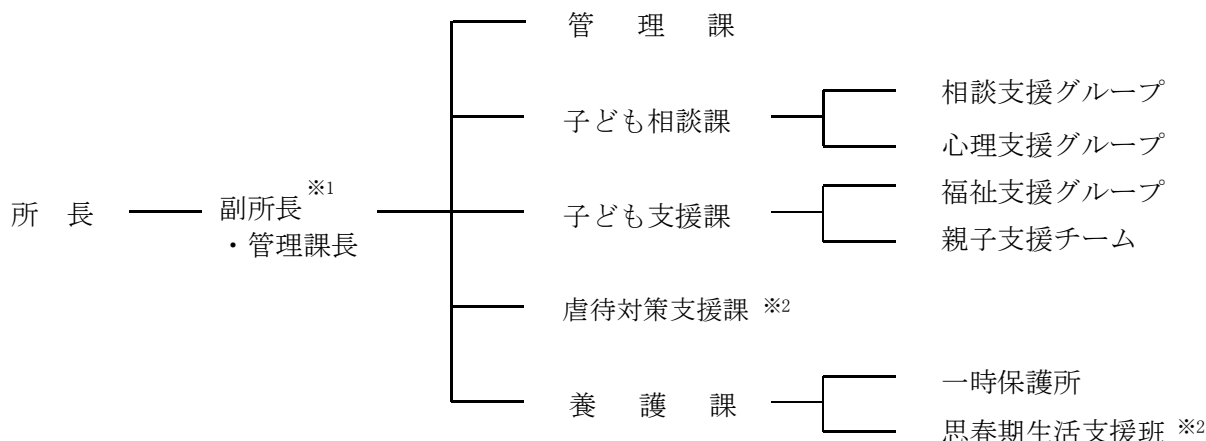 管理課
子ども相談課
相談支援グループ
心理支援グループ
所長
副所長※1
・管理課長
子ども支援課
福祉支援グループ
親子支援チーム
虐待対策支援課 ※2
養護課
一時保護所
思春期生活支援班 ※2